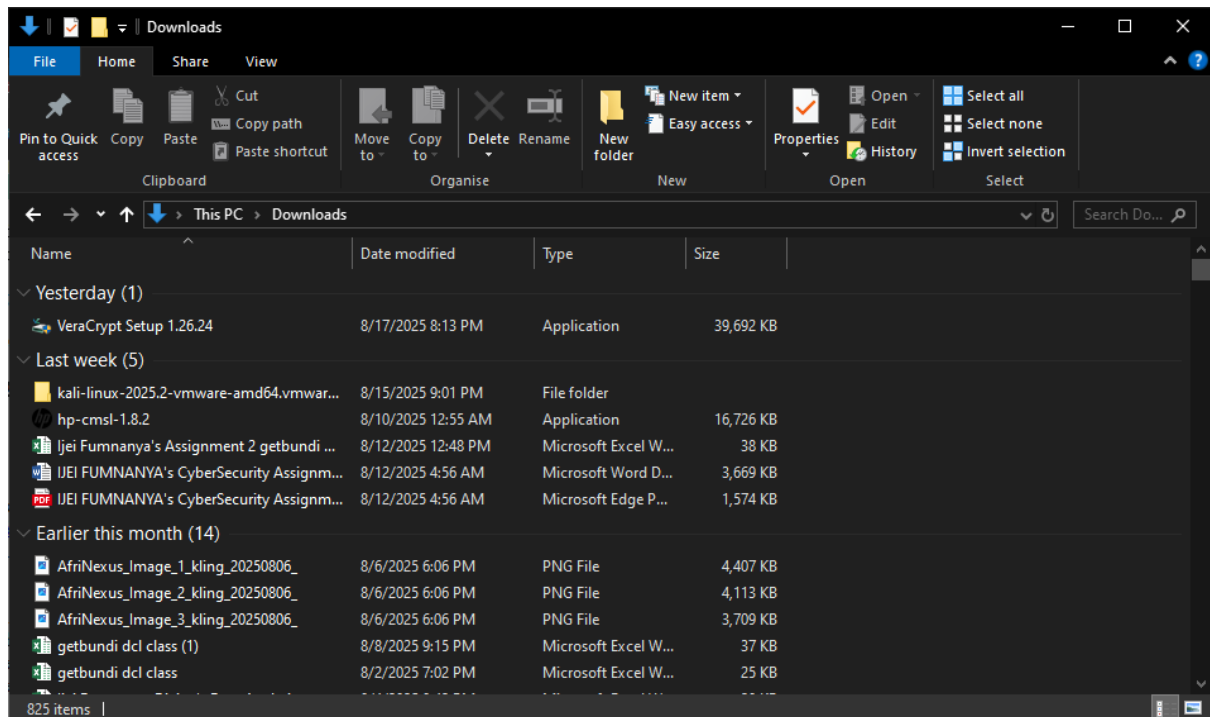 Downloads
File Home Share View
Pin to Quick access Copy Paste Cut Copy path Paste shortcut
Move to Copy to Delete Rename
New folder New item Easy access
Properties Open Edit History
Select all Select none Invert selection
Clipboard Organise New Open Select
This PC > Downloads Search Do...
Name Date modified Type Size
Yesterday (1)
VeraCrypt Setup 1.26.24 8/17/2025 8:13 PM Application 39,692 KB
Last week (5)
kali-linux-2025.2-vmware-amd64.vmwar... 8/15/2025 9:01 PM File folder
hp-cmsl-1.8.2 8/10/2025 12:55 AM Application 16,726 KB
Ijei Fumnanya's Assignment 2 getbundi ... 8/12/2025 12:48 PM Microsoft Excel W... 38 KB
IJEI FUMNANYA's CyberSecurity Assignm... 8/12/2025 4:56 AM Microsoft Word D... 3,669 KB
PDF IJEI FUMNANYA's CyberSecurity Assignm... 8/12/2025 4:56 AM Microsoft Edge P... 1,574 KB
Earlier this month (14)
AfriNexus_Image_1_kling_20250806_ 8/6/2025 6:06 PM PNG File 4,407 KB
AfriNexus_Image_2_kling_20250806_ 8/6/2025 6:06 PM PNG File 4,113 KB
AfriNexus_Image_3_kling_20250806_ 8/6/2025 6:06 PM PNG File 3,709 KB
getbundi dcl class (1) 8/8/2025 9:15 PM Microsoft Excel W... 37 KB
getbundi dcl class 8/2/2025 7:02 PM Microsoft Excel W... 25 KB
825 items